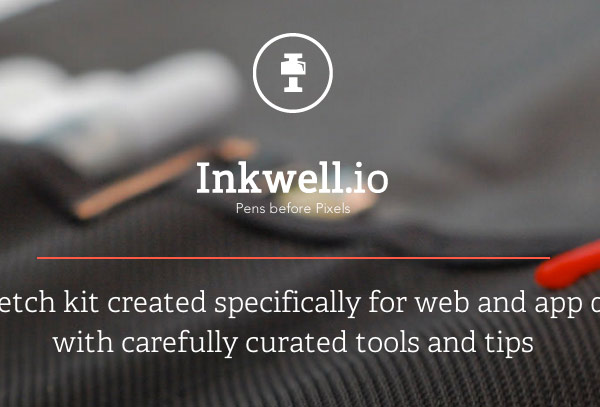 Inkwell.io
Pens before Pixels
etch kit created specifically for web and app
with carefully curated tools and tips